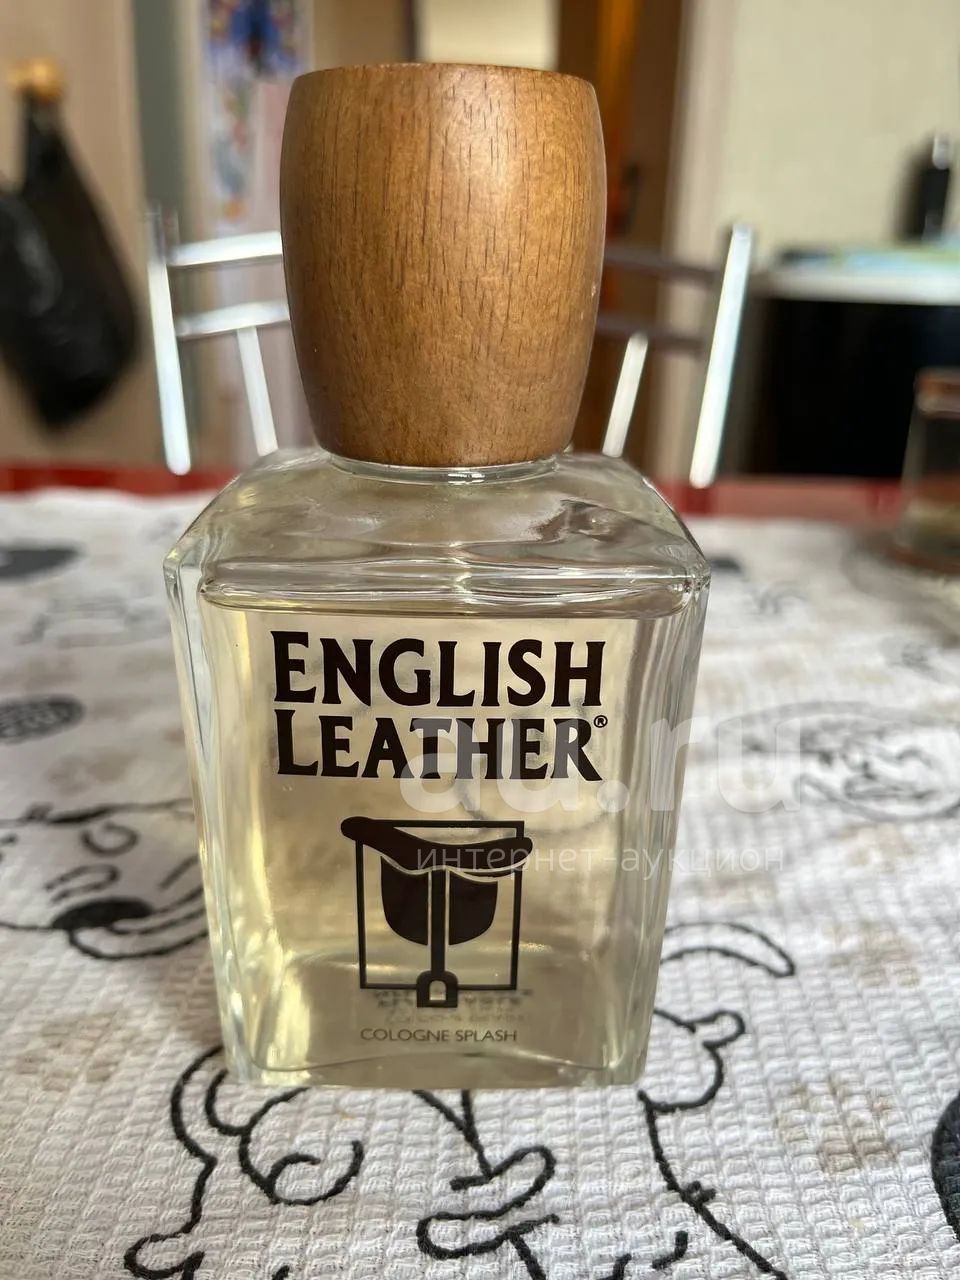 ENGLISH
LEATHER®
au.ru
интернет-аукцион
COLOGNE SPLASH